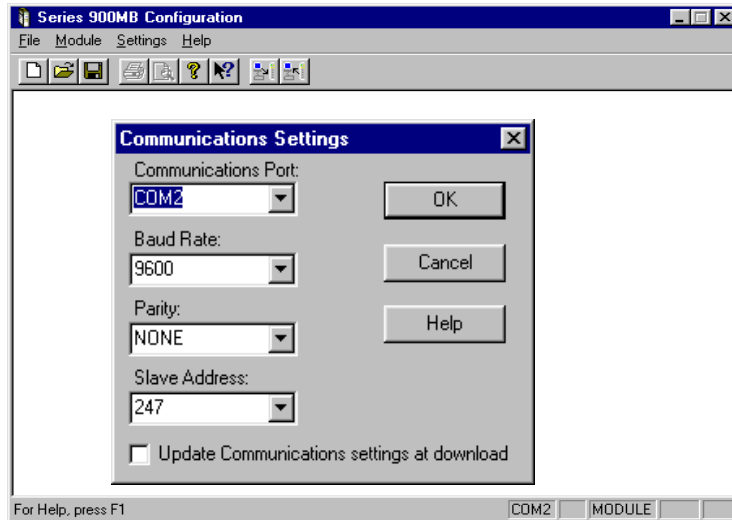 Series 900MB Configuration
File Module Settings Help
Communications Settings
Communications Port:
COM2
OK
Baud Rate:
9600
Cancel
Parity:
NONE
Help
Slave Address:
247
Update Communications settings at download
For Help, press F1 COM2 MODULE